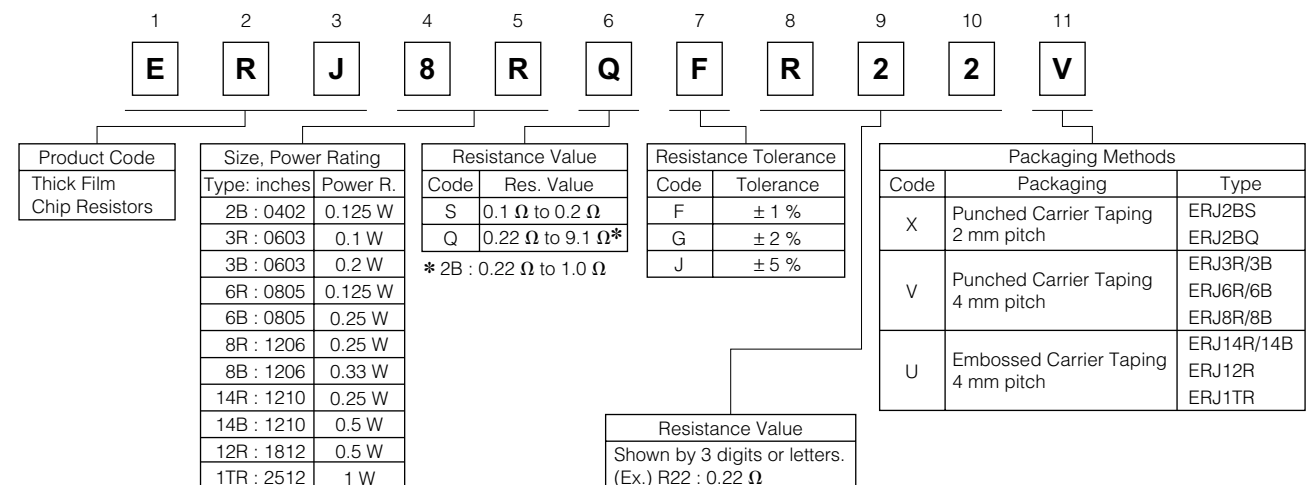 1 2 3 4 5 6 7 8 9 10 11
E R J 8 R Q F R 2 2 V
Product Code
Thick Film
Chip Resistors
Size, Power Rating
Type: inches Power R.
2B : 0402 0.125 W
3R : 0603 0.1 W
3B : 0603 0.2 W
6R : 0805 0.125 W
6B : 0805 0.25 W
8R : 1206 0.25 W
8B : 1206 0.33 W
14R : 1210 0.25 W
14B : 1210 0.5 W
12R : 1812 0.5 W
1TR : 2512 1 W
Resistance Value
Code Res. Value
S 0.1 Ω to 0.2 Ω
Q 0.22 Ω to 9.1 Ω*
* 2B : 0.22 Ω to 1.0 Ω
Resistance Tolerance
Code Tolerance
F ± 1 %
G ± 2 %
J ± 5 %
Resistance Value
Shown by 3 digits or letters.
(Ex.) R22 : 0.22 Ω
Packaging Methods
Code Packaging Type
X Punched Carrier Taping
2 mm pitch
ERJ2BS
ERJ2BQ
V Punched Carrier Taping
4 mm pitch
ERJ3R/3B
ERJ6R/6B
ERJ8R/8B
U Embossed Carrier Taping
4 mm pitch
ERJ14R/14B
ERJ12R
ERJ1TR